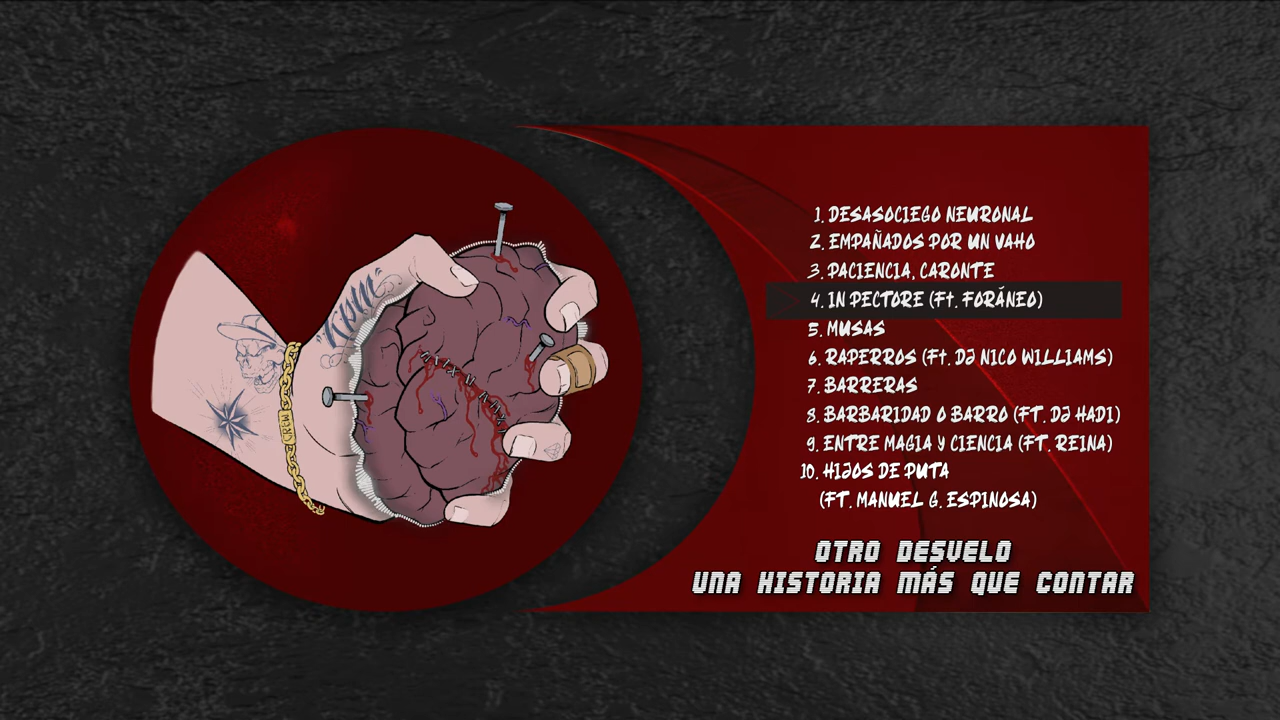 Kpm
CRCW
1. DESASOCIEGO NEURONAL
2. EMPAÑADOS POR UN VAHO
3. PACIENCIA, CARONTE
4. IN PECTORE (Ft. FORÁNEO)
5. MUSAS
6. RAPERROS (Ft. DJ NICO WILLIAMS)
7. BARRERAS
8. BARBARIDAD O BARRO (FT. DJ HADI)
9. ENTRE MAGIA Y CIENCIA (FT. REINA)
10. HIJOS DE PUTA
(FT. MANUEL G. ESPINOSA)
OTRO DESVELO
UNA HISTORIA MÁS QUE CONTAR